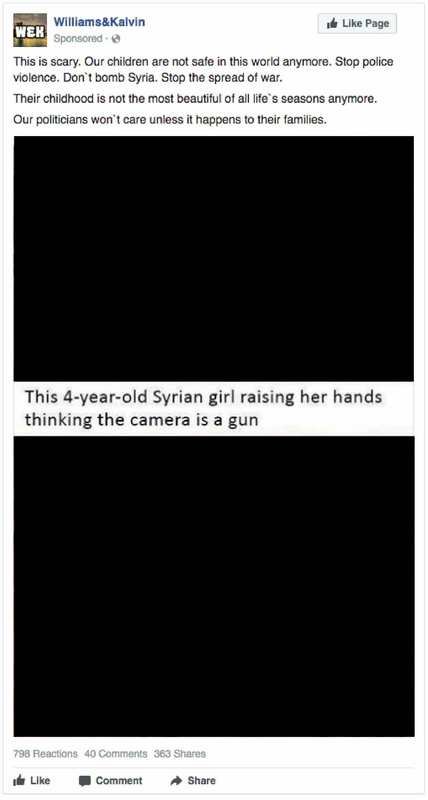 WEK
Williams&Kalvin
Sponsored ·
Like Page
This is scary. Our children are not safe in this world anymore. Stop police
violence. Don`t bomb Syria. Stop the spread of war.
Their childhood is not the most beautiful of all life`s seasons anymore.
Our politicians won`t care unless it happens to their families.
This 4-year-old Syrian girl raising her hands
thinking the camera is a gun
798 Reactions 40 Comments 363 Shares
Like Comment Share